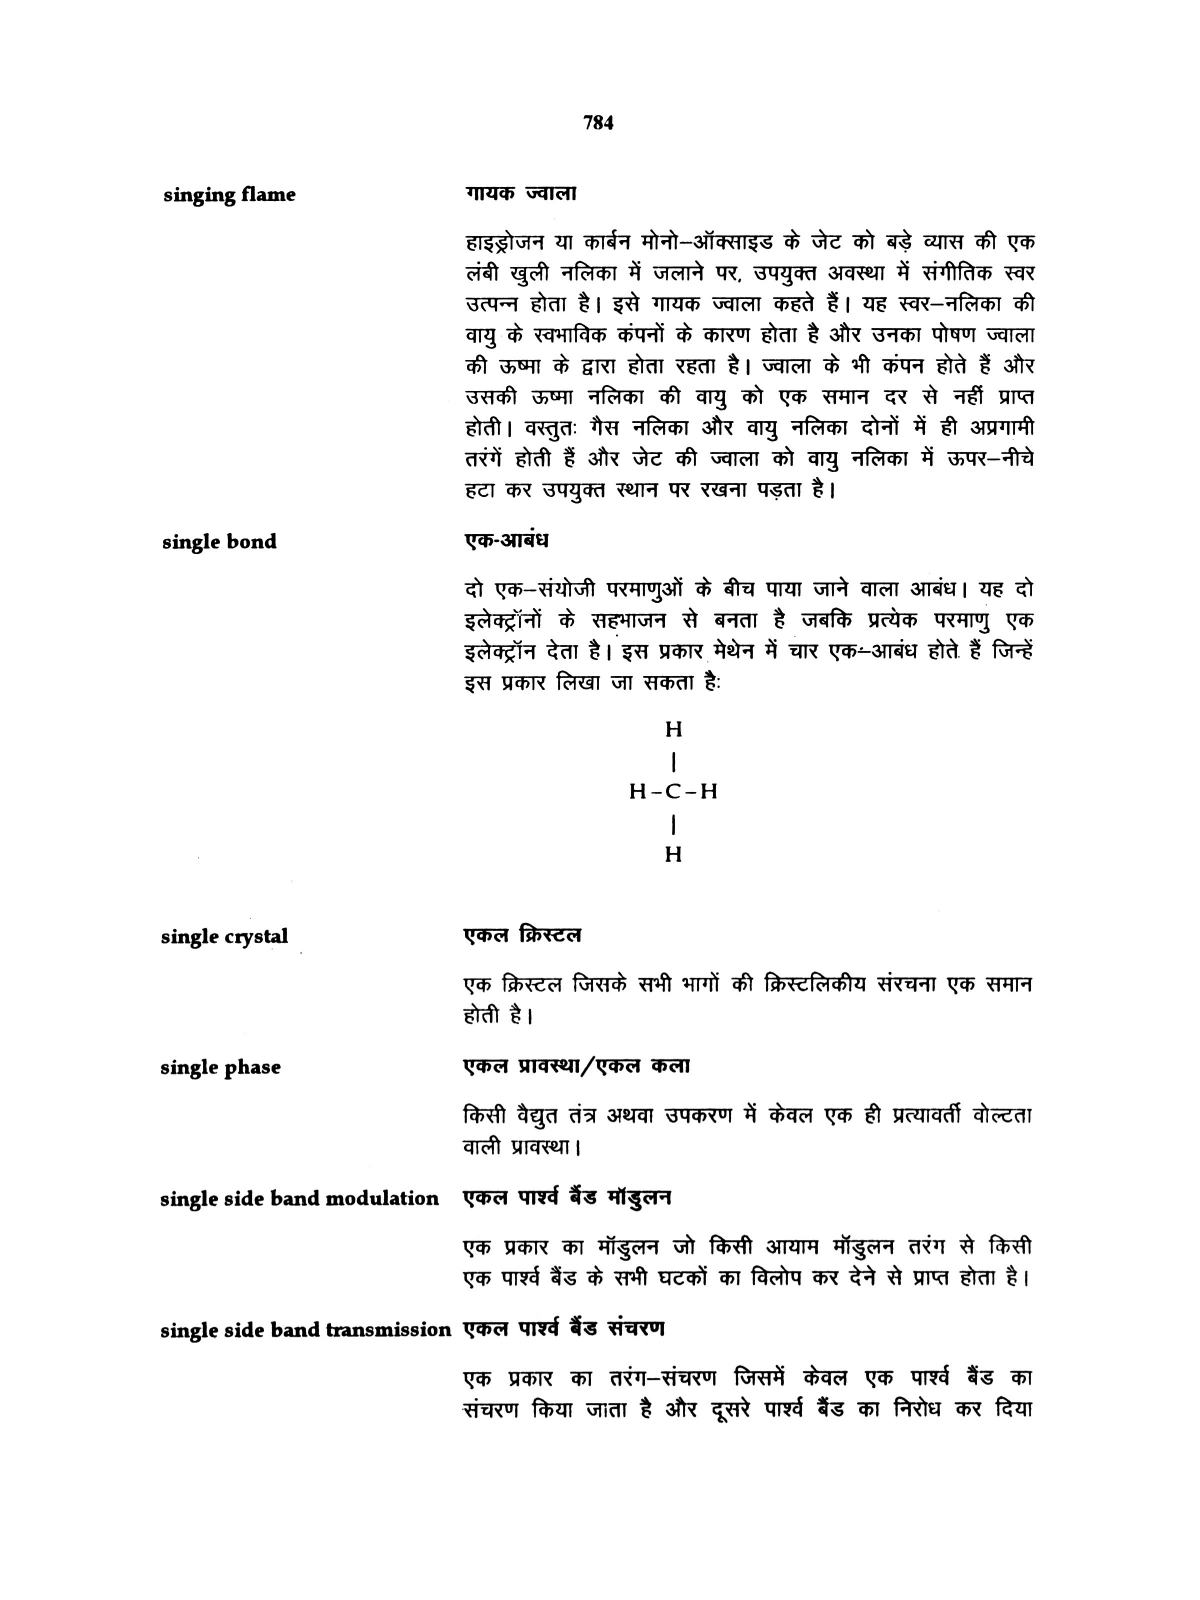 784
singing flame गायक ज्वाला
हाइड्रोजन या कार्बन मोनो–ऑक्साइड के जेट को बड़े व्यास की एक
लंबी खुली नलिका में जलाने पर, उपयुक्त अवस्था में संगीतिक स्वर
उत्पन्न होता है। इसे गायक ज्वाला कहते हैं। यह स्वर–नलिका की
वायु के स्वभाविक कंपनों के कारण होता है और उनका पोषण ज्वाला
की ऊष्मा के द्वारा होता रहता है। ज्वाला के भी कंपन होते हैं और
उसकी ऊष्मा नलिका की वायु को एक समान दर से नहीं प्राप्त
होती। वस्तुतः गैस नलिका और वायु नलिका दोनों में ही अप्रगामी
तरंगें होती हैं और जेट की ज्वाला को वायु नलिका में ऊपर–नीचे
हटा कर उपयुक्त स्थान पर रखना पड़ता है।
single bond एक-आबंध
दो एक–संयोजी परमाणुओं के बीच पाया जाने वाला आबंध। यह दो
इलेक्ट्रॉनों के सहभाजन से बनता है जबकि प्रत्येक परमाणु एक
इलेक्ट्रॉन देता है। इस प्रकार मेथेन में चार एक–आबंध होते हैं जिन्हें
इस प्रकार लिखा जा सकता हैः
H
|
H–C–H
|
H
single crystal एकल क्रिस्टल
एक क्रिस्टल जिसके सभी भागों की क्रिस्टलिकीय संरचना एक समान
होती है।
single phase एकल प्रावस्था/एकल कला
किसी वैद्युत तंत्र अथवा उपकरण में केवल एक ही प्रत्यावर्ती वोल्टता
वाली प्रावस्था।
single side band modulation एकल पार्श्व बैंड मॉडुलन
एक प्रकार का मॉडुलन जो किसी आयाम मॉडुलन तरंग से किसी
एक पार्श्व बैंड के सभी घटकों का विलोप कर देने से प्राप्त होता है।
single side band transmission एकल पार्श्व बैंड संचरण
एक प्रकार का तरंग–संचरण जिसमें केवल एक पार्श्व बैंड का
संचरण किया जाता है और दूसरे पार्श्व बैंड का निरोध कर दिया